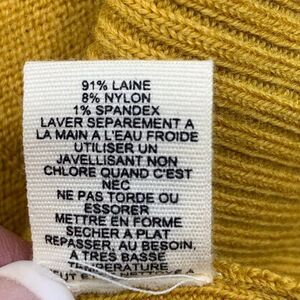 91% LAINE
8% NYLON
1% SPANDEX
LAVER SEPAREMENT A
LA MAIN A L'EAU FROIDE
UTILISER UN
JAVELLISANT NON
CHLORE QUAND C'EST
NEC
NE PAS TORDE OU
ESSORER
METTRE EN FORME
SECHER A PLAT
REPASSER, AU BESOIN,
A TRES BASSE
TEMPERATURE